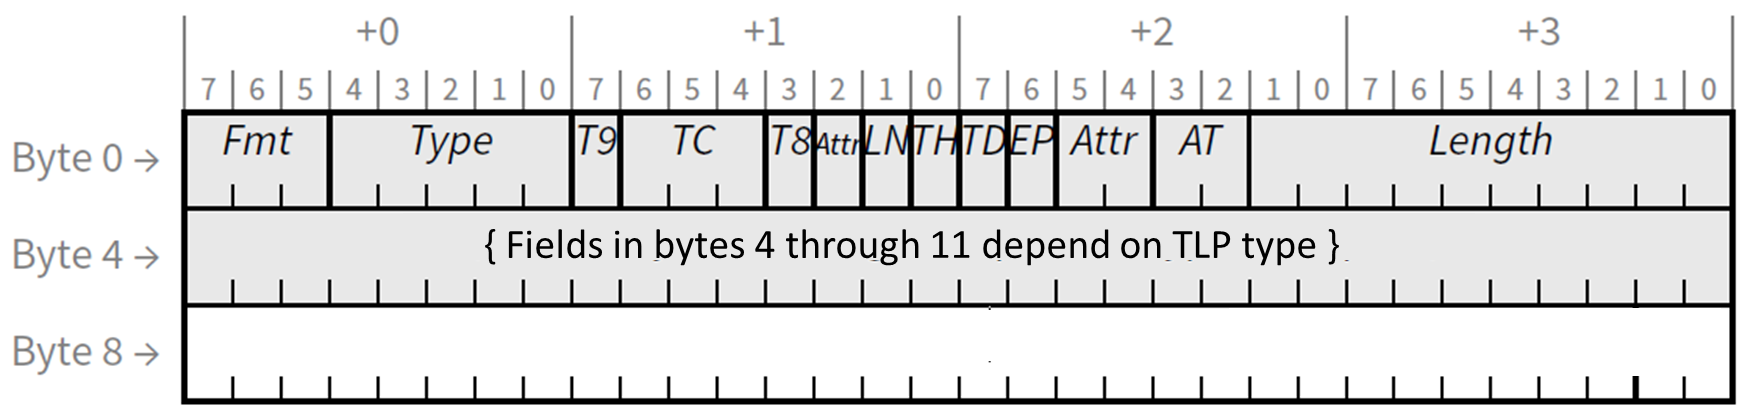 +0 +1 +2 +3
7 6 5 4 3 2 1 0 7 6 5 4 3 2 1 0 7 6 5 4 3 2 1 0 7 6 5 4 3 2 1 0
Byte 0 → Fmt Type T9 TC T8 Attr LN TH TD EP Attr AT Length
Byte 4 → { Fields in bytes 4 through 11 depend on TLP type }
Byte 8 →